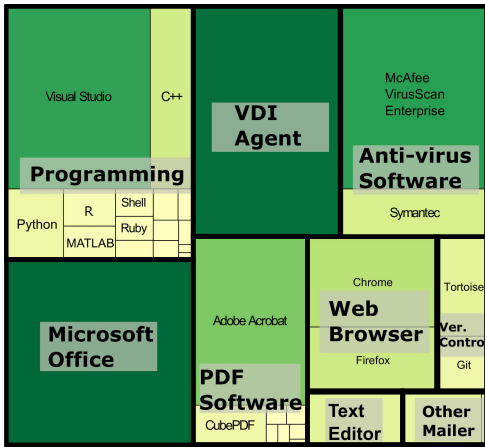 Visual Studio
C++
Programming
Python
R
MATLAB
Shell
Ruby
VDI
Agent
McAfee
VirusScan
Enterprise
Anti-virus
Software
Symantec
Microsoft
Office
Adobe Acrobat
PDF
Software
CubePDF
Chrome
Web
Browser
Firefox
Tortoise
Ver.
Contro
Git
Text
Editor
Other
Mailer